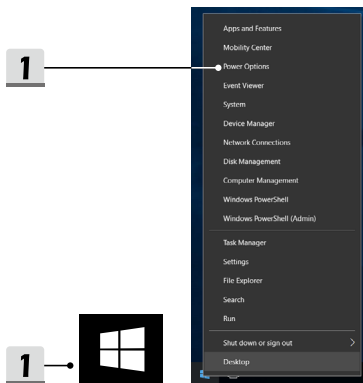 Apps and Features
Mobility Center
1
Power Options
Event Viewer
System
Device Manager
Network Connections
Disk Management
Computer Management
Windows PowerShell
Windows PowerShell (Admin)
Task Manager
Settings
File Explorer
Search
Run
Shut down or sign out
1
Desktop